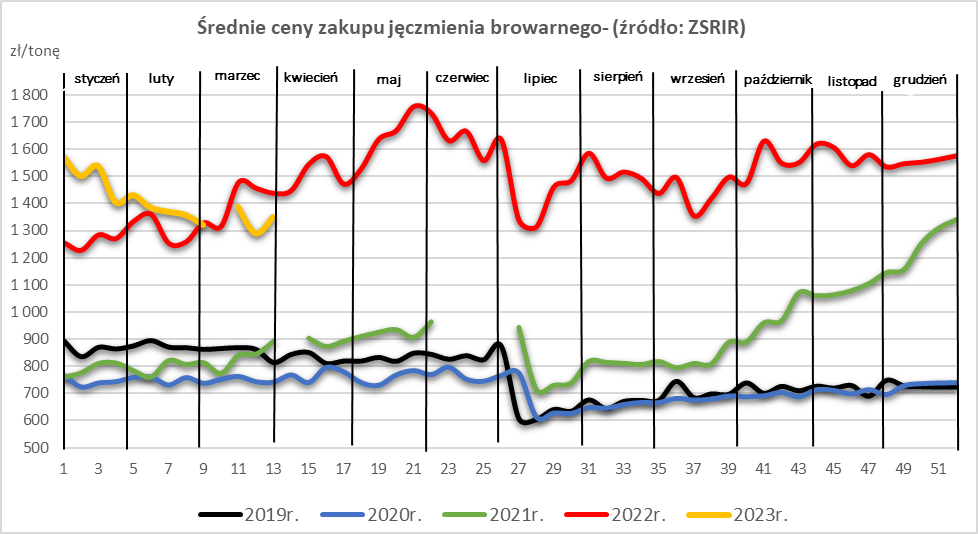 Średnie ceny zakupu jęczmienia browarnego- (źródło: ZSRIR)
zł/tonę
styczeń luty marzec kwiecień maj czerwiec lipiec sierpień wrzesień październik listopad grudzień
1 800
1 700
1 600
1 500
1 400
1 300
1 200
1 100
1 000
900
800
700
600
500
1 3 5 7 9 11 13 15 17 19 21 23 25 27 29 31 33 35 37 39 41 43 45 47 49 51
2019r. 2020r. 2021r. 2022r. 2023r.